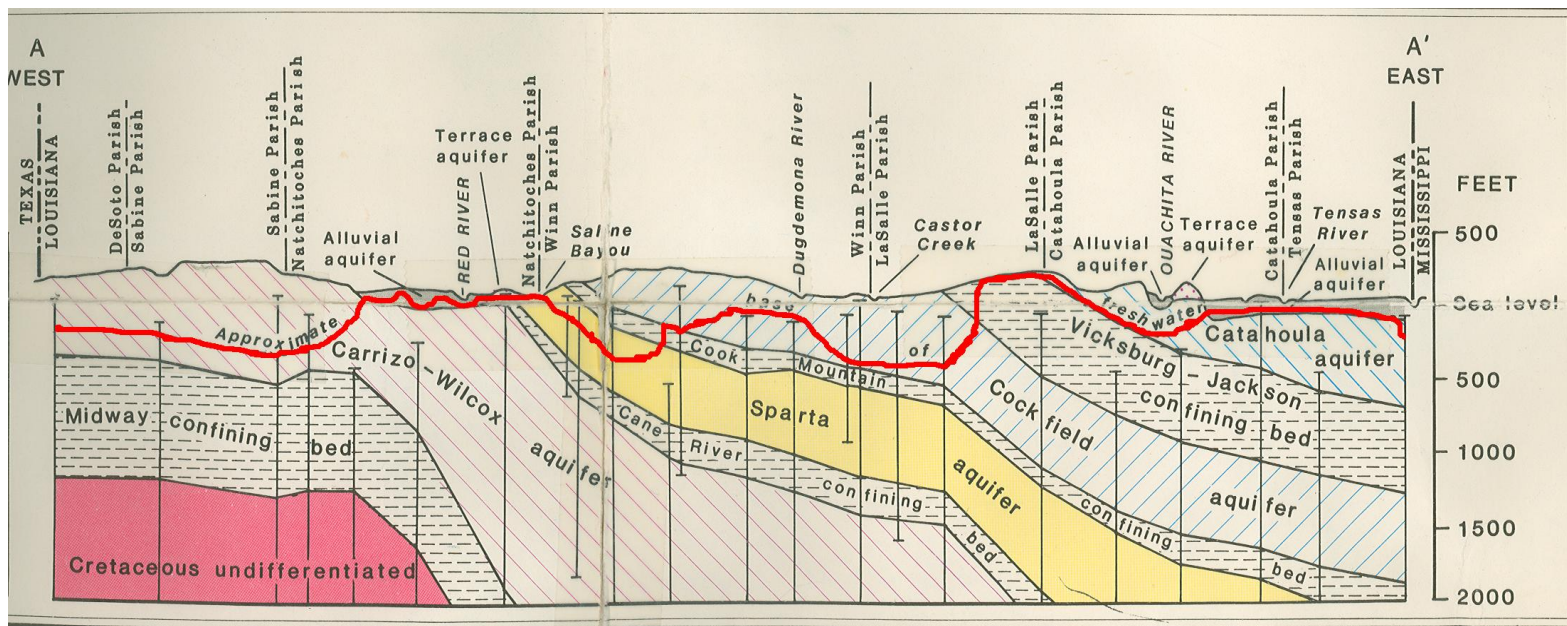 A
WEST
A'
EAST
TEXAS
LOUISIANA
DeSoto Parish
Sabine Parish
Sabine Parish
Natchitoches Parish
Alluvial
aquifer
Terrace
aquifer
RED RIVER
Natchitoches Parish
Winn Parish
Saline
Bayou
Dugdemona River
Winn Parish
LaSalle Parish
Castor
Creek
LaSalle Parish
Catahoula Parish
Alluvial
aquifer
OUACHITA RIVER
Terrace
aquifer
Catahoula Parish
Tensas Parish
Tensas
River
Alluvial
aquifer
LOUISIANA
MISSISSIPPI
FEET
500
Sea level
500
1000
1500
2000
Approximate
base
of
freshwater
Carrizo-Wilcox
aquifer
Midway confining bed
Cretaceous undifferentiated
Cook
Mountain
confining
bed
Sparta
aquifer
Cane
River
confining
bed
Cockfield
aquifer
Vicksburg-Jackson
confining bed
Catahoula
aquifer